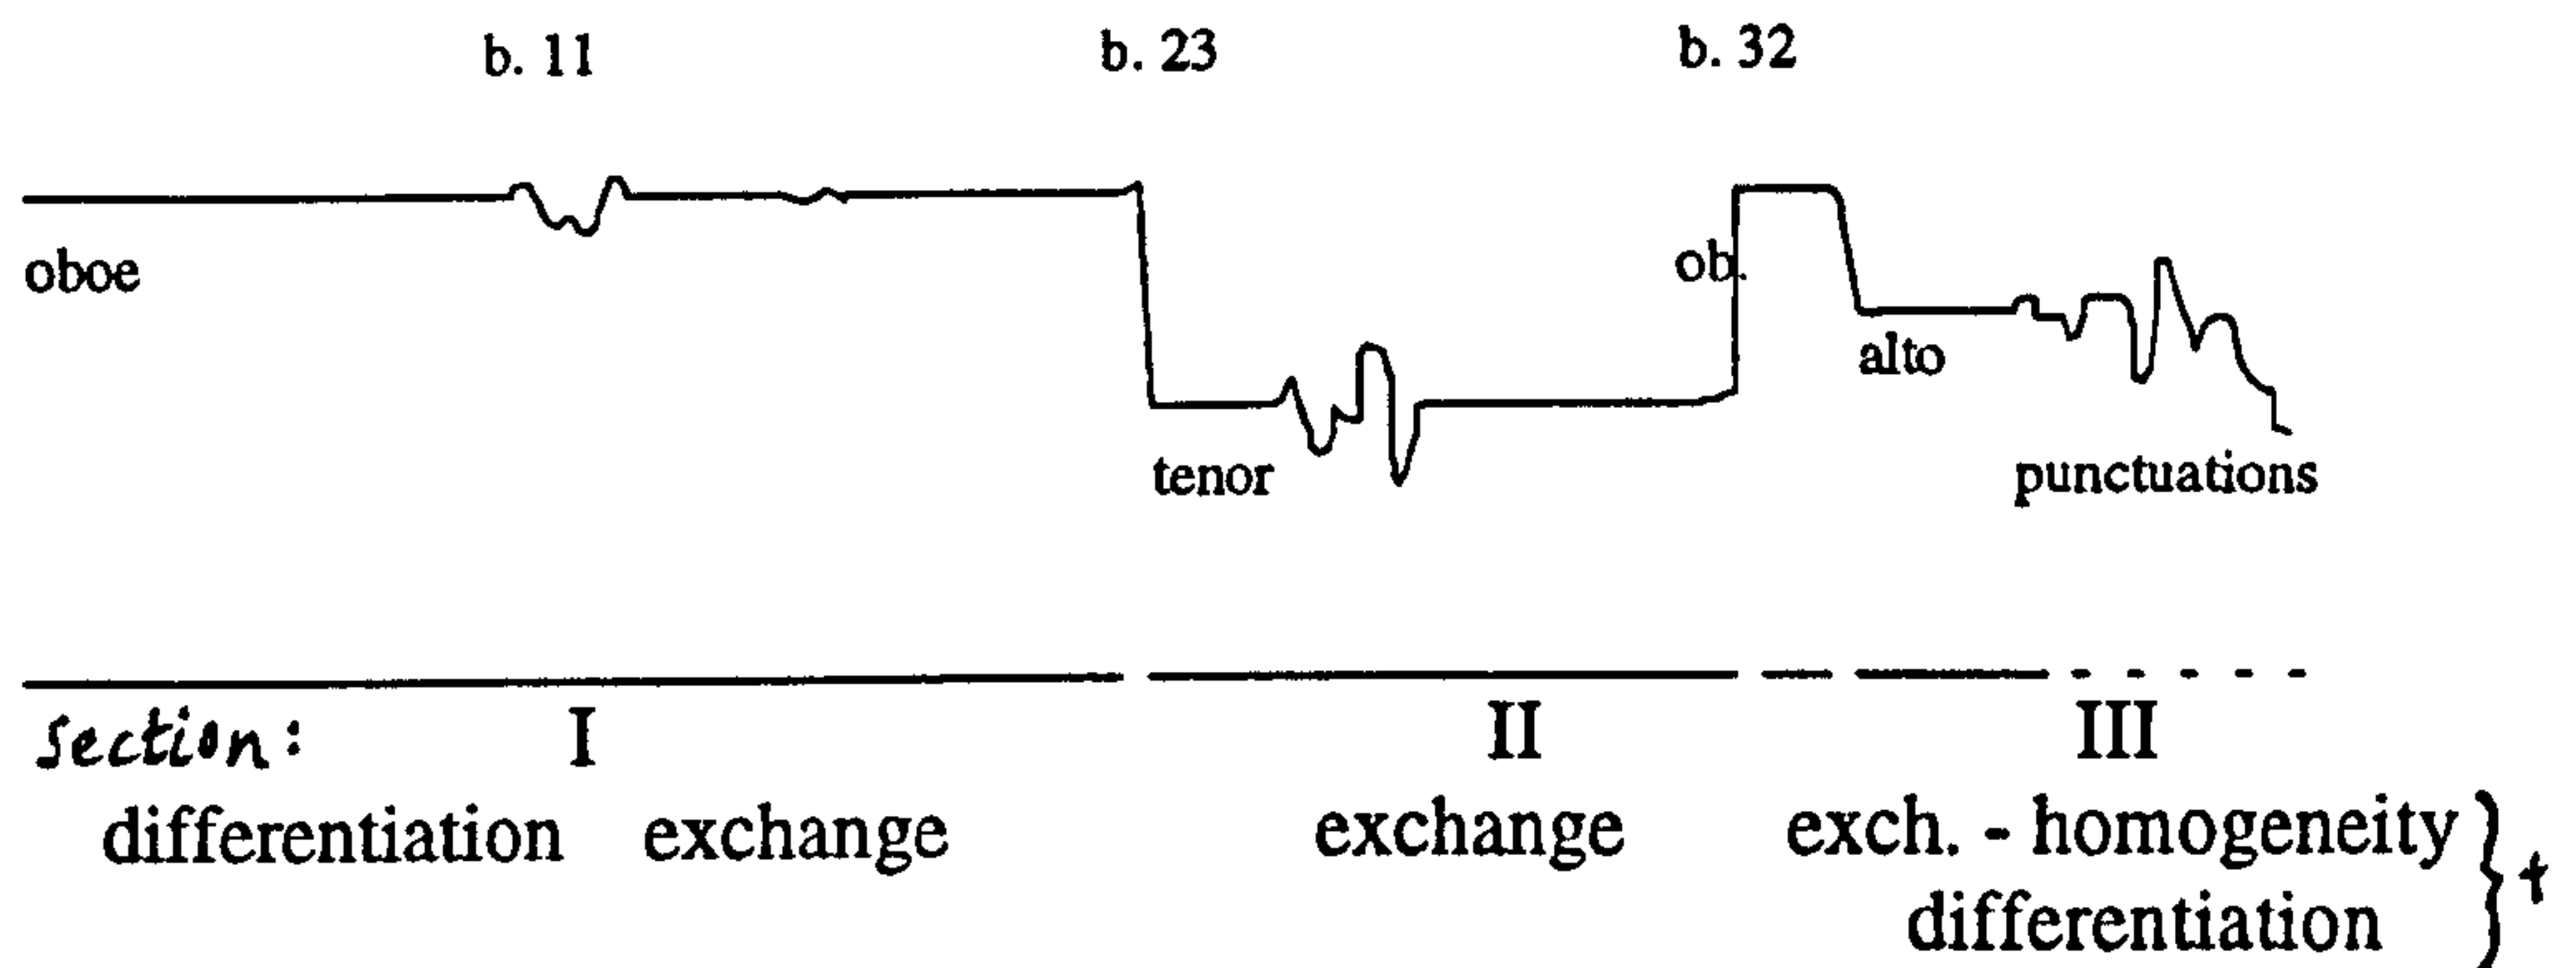 b. 11 b. 23 b. 32
oboe ob.
alto
tenor punctuations
section: I II III
differentiation exchange exchange exch. - homogeneity
differentiation